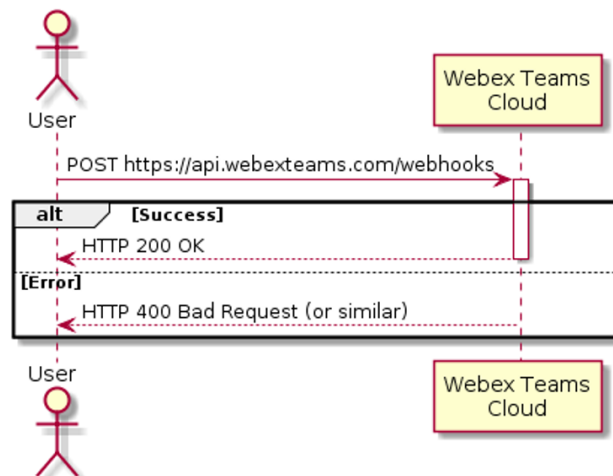 User
Webex Teams
Cloud
POST https://api.webexteams.com/webhooks
alt [Success]
HTTP 200 OK
[Error]
HTTP 400 Bad Request (or similar)
User
Webex Teams
Cloud